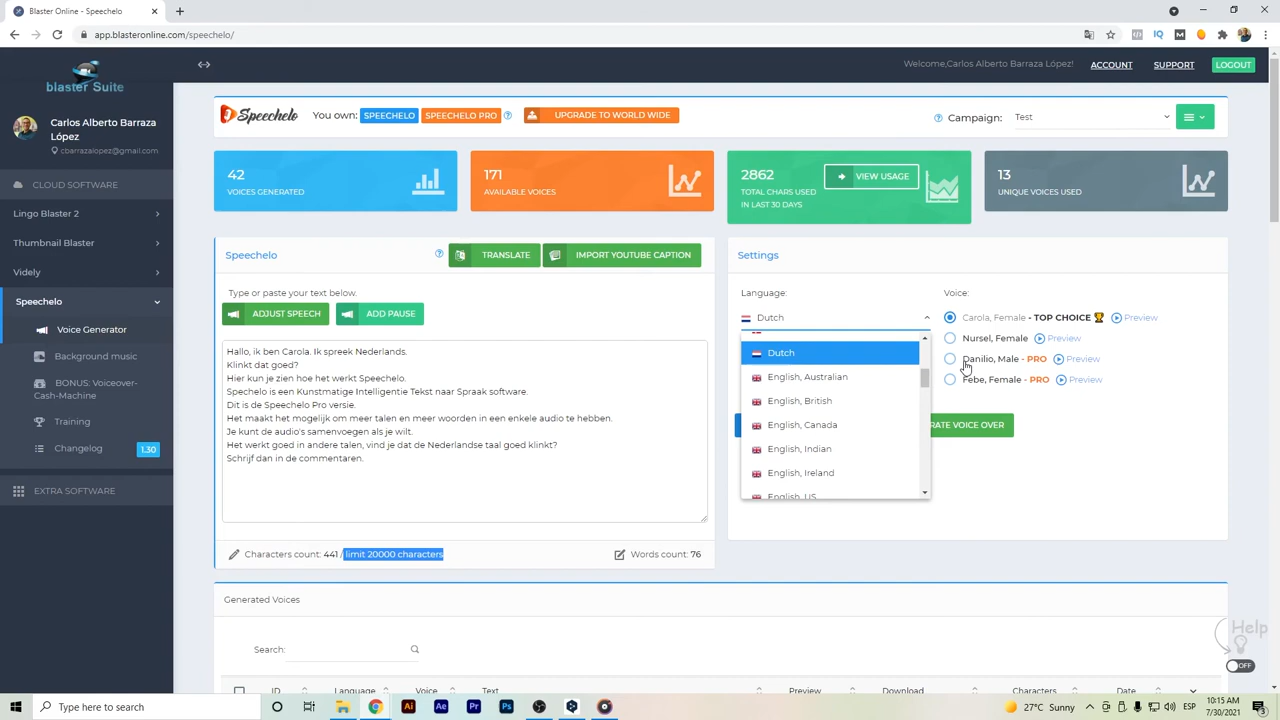 Blaster Online - Speechelo
app.blasteronline.com/speechelo/
blaster Suite
Welcome,Carlos Alberto Barraza López!
ACCOUNT
SUPPORT
LOGOUT
Carlos Alberto Barraza López
cbarrazalopez@gmail.com
CLOUD SOFTWARE
Lingo Blaster 2
Thumbnail Blaster
Videly
Speechelo
Voice Generator
Background music
BONUS: Voiceover-Cash-Machine
Training
Changelog
1.30
EXTRA SOFTWARE
Speechelo
You own:
SPEECHELO
SPEECHELO PRO
UPGRADE TO WORLD WIDE
Campaign:
Test
42
VOICES GENERATED
171
AVAILABLE VOICES
2862
TOTAL CHARS USED
IN LAST 30 DAYS
VIEW USAGE
13
UNIQUE VOICES USED
Speechelo
TRANSLATE
IMPORT YOUTUBE CAPTION
Type or paste your text below.
ADJUST SPEECH
ADD PAUSE
Hallo, ik ben Carola. Ik spreek Nederlands.
Klinkt dat goed?
Hier kun je zien hoe het werkt Speechelo.
Spechelo is een Kunstmatige Intelligentie Tekst naar Spraak software.
Dit is de Speechelo Pro versie.
Het maakt het mogelijk om meer talen en meer woorden in een enkele audio te hebben.
Je kunt de audio's samenvoegen als je wilt.
Het werkt goed in andere talen, vind je dat de Nederlandse taal goed klinkt?
Schrijf dan in de commentaren.
Characters count: 441 / limit 20000 characters
Words count: 76
Settings
Language:
Dutch
Dutch
English, Australian
English, British
English, Canada
English, Indian
English, Ireland
English, US
Voice:
Carola, Female - TOP CHOICE
Preview
Nursel, Female
Preview
Danilio, Male - PRO
Preview
Febe, Female - PRO
Preview
RATE VOICE OVER
Generated Voices
Search:
ID
Language
Voice
Text
Preview
Download
Characters
Date
Help
OFF
Type here to search
Ai
Ae
Pr
Ps
27°C Sunny
ESP
10:15 AM
7/30/2021
3